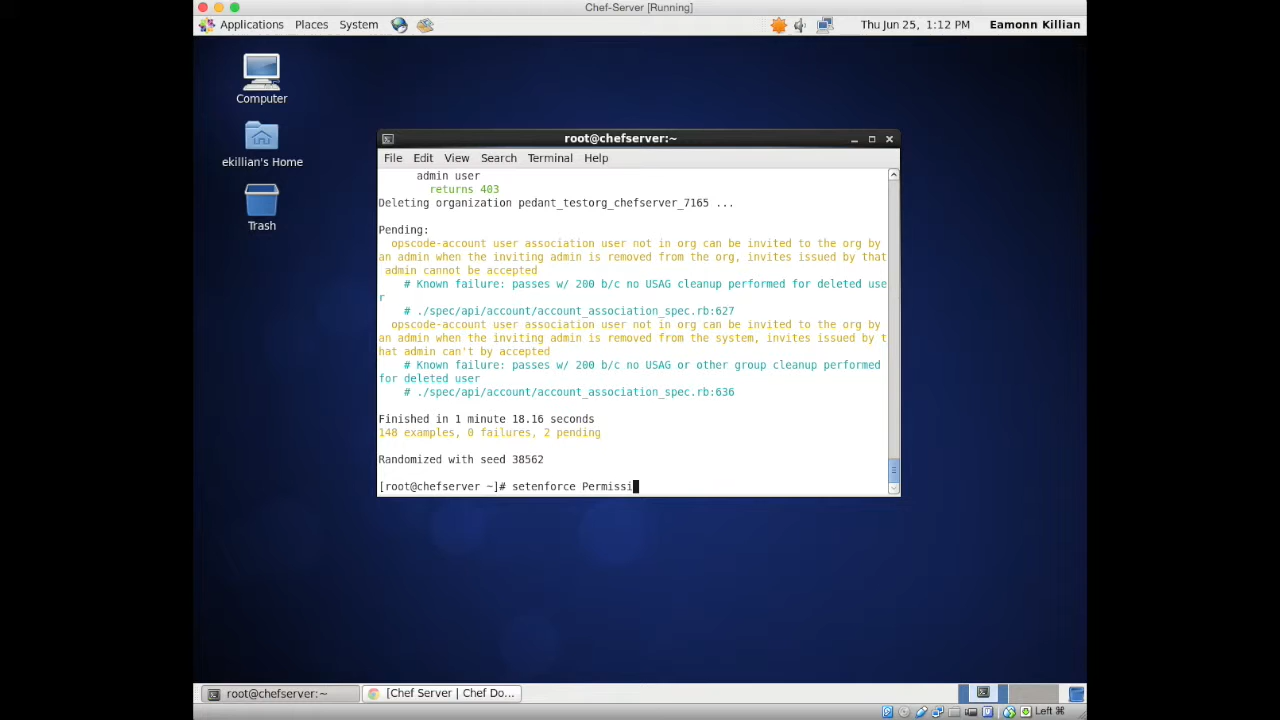 Chef-Server [Running]
Applications Places System Thu Jun 25, 1:12 PM Eamonn Killian
Computer
ekillian's Home
Trash
root@chefserver:~
File Edit View Search Terminal Help
admin user
returns 403
Deleting organization pedant_testorg_chefserver_7165 ...
Pending:
opscode-account user association user not in org can be invited to the org by
an admin when the inviting admin is removed from the org, invites issued by that
admin cannot be accepted
# Known failure: passes w/ 200 b/c no USAG cleanup performed for deleted use
r
# ./spec/api/account/account_association_spec.rb:627
opscode-account user association user not in org can be invited to the org by
an admin when the inviting admin is removed from the system, invites issued by t
hat admin can't by accepted
# Known failure: passes w/ 200 b/c no USAG or other group cleanup performed
for deleted user
# ./spec/api/account/account_association_spec.rb:636
Finished in 1 minute 18.16 seconds
148 examples, 0 failures, 2 pending
Randomized with seed 38562
[root@chefserver ~]# setenforce Permissi
root@chefserver:~ [Chef Server | Chef Do...
Left ⌘